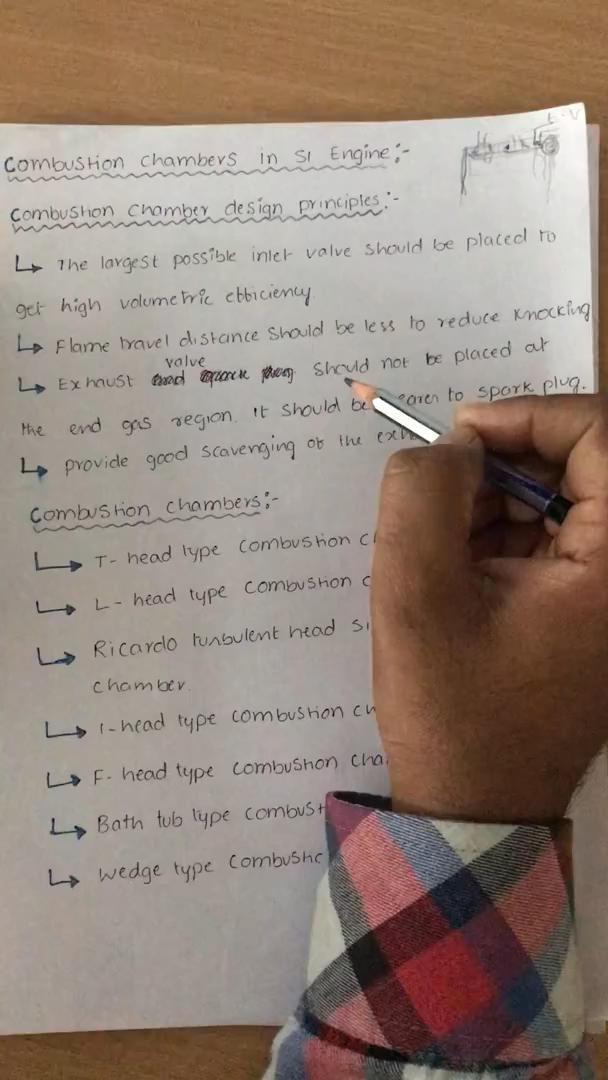 E.V
Combustion chambers in SI Engine:-
Combustion chamber design principles:-
The largest possible inlet valve should be placed to
get high volumetric efficiency.
Flame travel distance should be less to reduce knocking
valve
Exhaust should not be placed at
the end gas region. It should be to spark plug.
provide good scavenging of the
Combustion chambers:-
T- head type combustion
L- head type combustion
Ricardo turbulent head
chamber.
I-head type combustion
F- head type combustion
Bath tub type
Wedge type